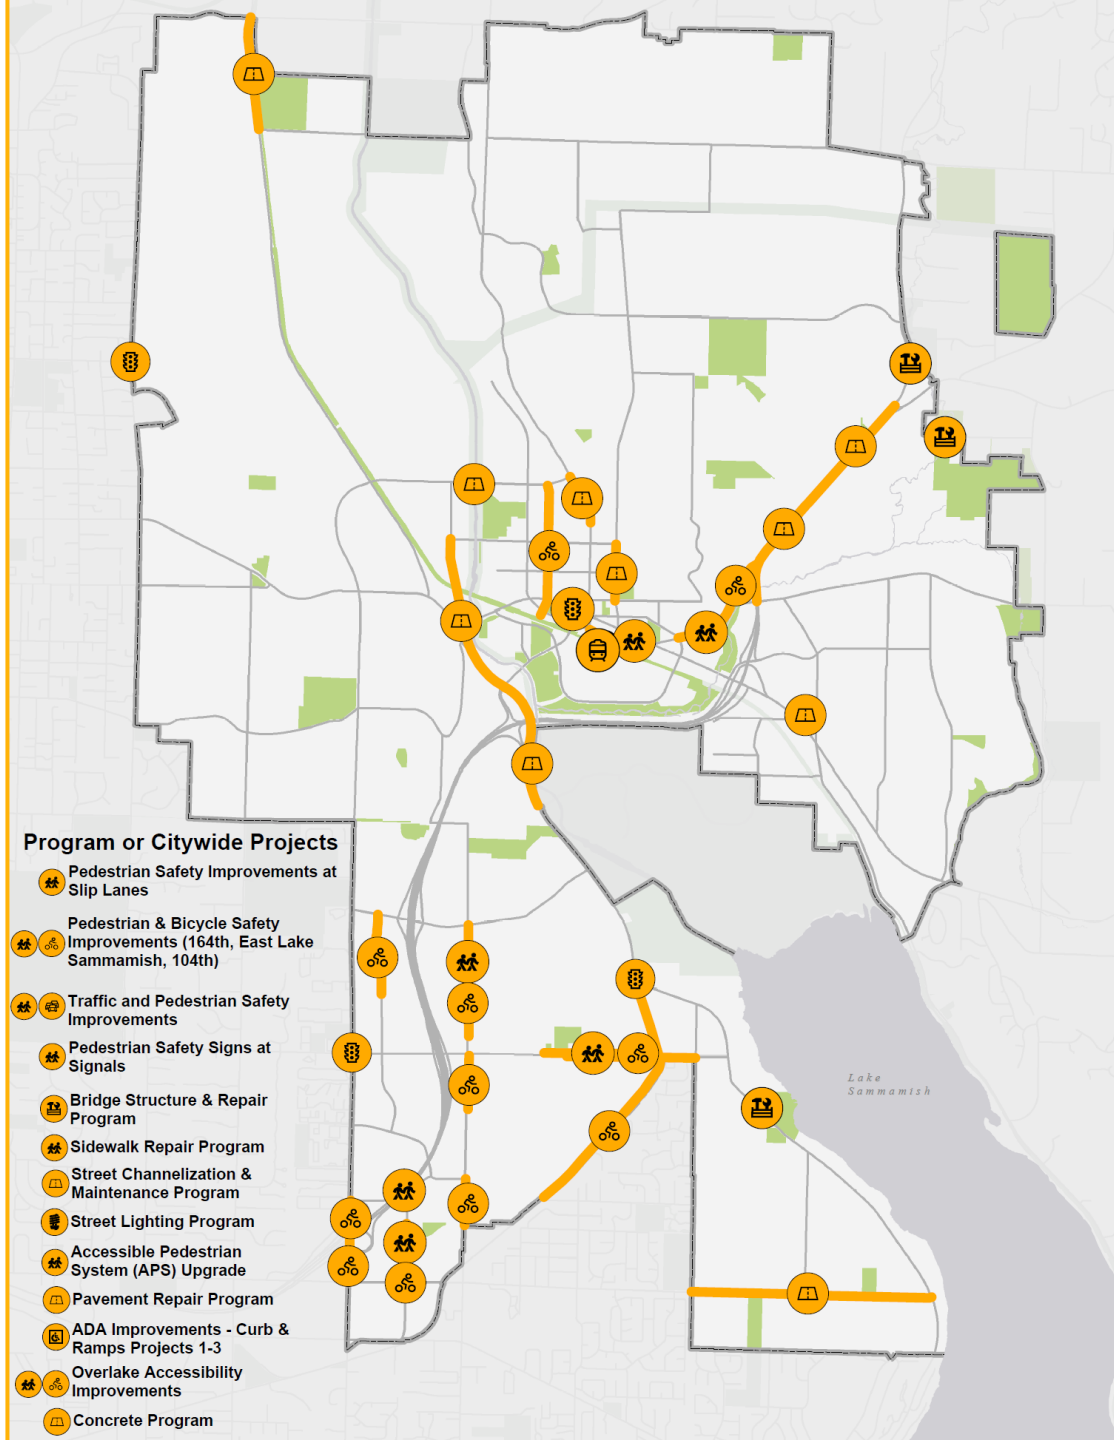 Program or Citywide Projects
Pedestrian Safety Improvements at
Slip Lanes
Pedestrian & Bicycle Safety
Improvements (164th, East Lake
Sammamish, 104th)
Traffic and Pedestrian Safety
Improvements
Pedestrian Safety Signs at
Signals
Bridge Structure & Repair
Program
Sidewalk Repair Program
Street Channelization &
Maintenance Program
Street Lighting Program
Accessible Pedestrian
System (APS) Upgrade
Pavement Repair Program
ADA Improvements - Curb &
Ramps Projects 1-3
Overlake Accessibility
Improvements
Concrete Program
Lake
Sammamish